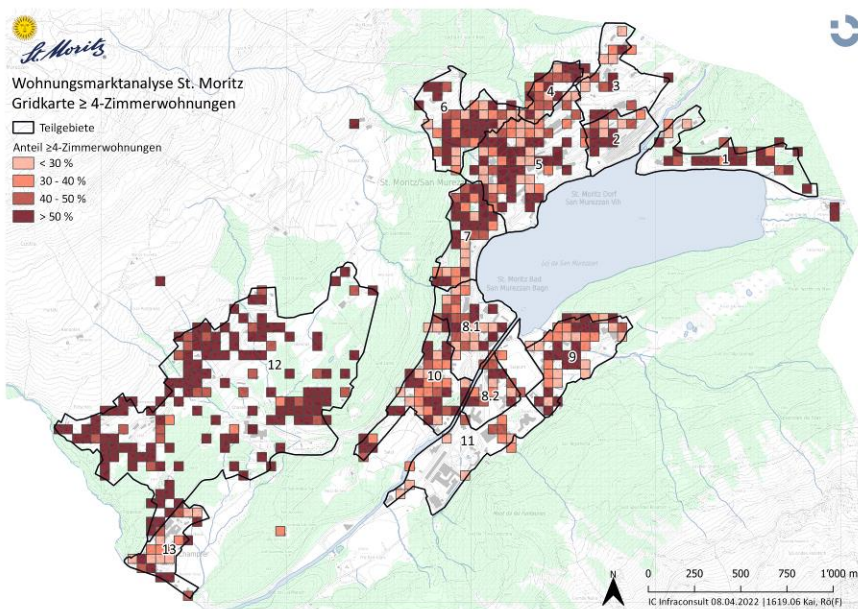 St. Moritz
Wohnungsmarktanalyse St. Moritz
Gridkarte ≥ 4-Zimmerwohnungen
Teilgebiete
Anteil ≥4-Zimmerwohnungen
< 30 %
30 - 40 %
40 - 50 %
> 50 %
3
4
6
2
5
1
St. Moritz/San Murezzan
St. Moritz Dorf
San Murezzan Vih
7
St. Moritz Bad
San Murezzan Bagn
8.1
9
12
10
8.2
11
13
N
0 250 500 750 1'000 m
IC Infraconsult 08.04.2022 |1619.06 Kai, Rö(F)